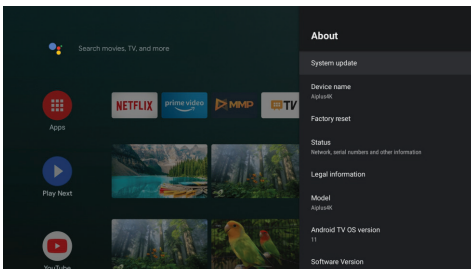 Search movies, TV, and more
Apps
NETFLIX
prime video
MMP
TV
Play Next
YouTube
About
System update
Device name
Aiplus4K
Factory reset
Status
Network, serial numbers and other information
Legal information
Model
Aiplus4K
Android TV OS version
11
Software Version